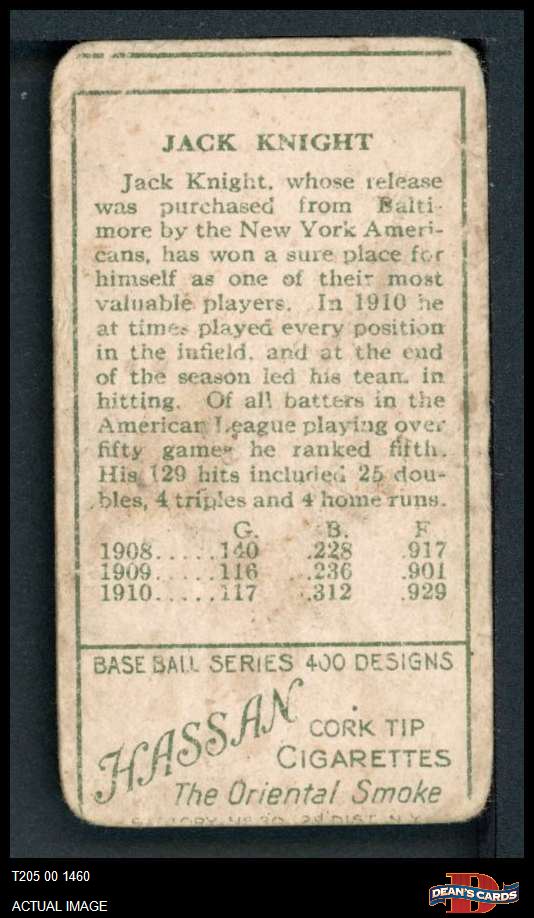 JACK KNIGHT
Jack Knight, whose release
was purchased from Balti-
more by the New York Ameri-
cans, has won a sure place for
himself as one of their most
valuable players. In 1910 he
at times played every position
in the infield, and at the end
of the season led his team in
hitting. Of all batters in the
American League playing over
fifty games he ranked fifth.
His 129 hits included 25 dou-
bles, 4 triples and 4 home runs.
G. B. F.
1908.....140 .228 .917
1909.....116 .236 .901
1910.....117 .312 .929
BASE BALL SERIES 400 DESIGNS
HASSAN
CORK TIP
CIGARETTES
The Oriental Smoke
FACTORY No 30, 2d DIST. N.Y.
T205 00 1460
ACTUAL IMAGE
D
DEAN'S CARDS